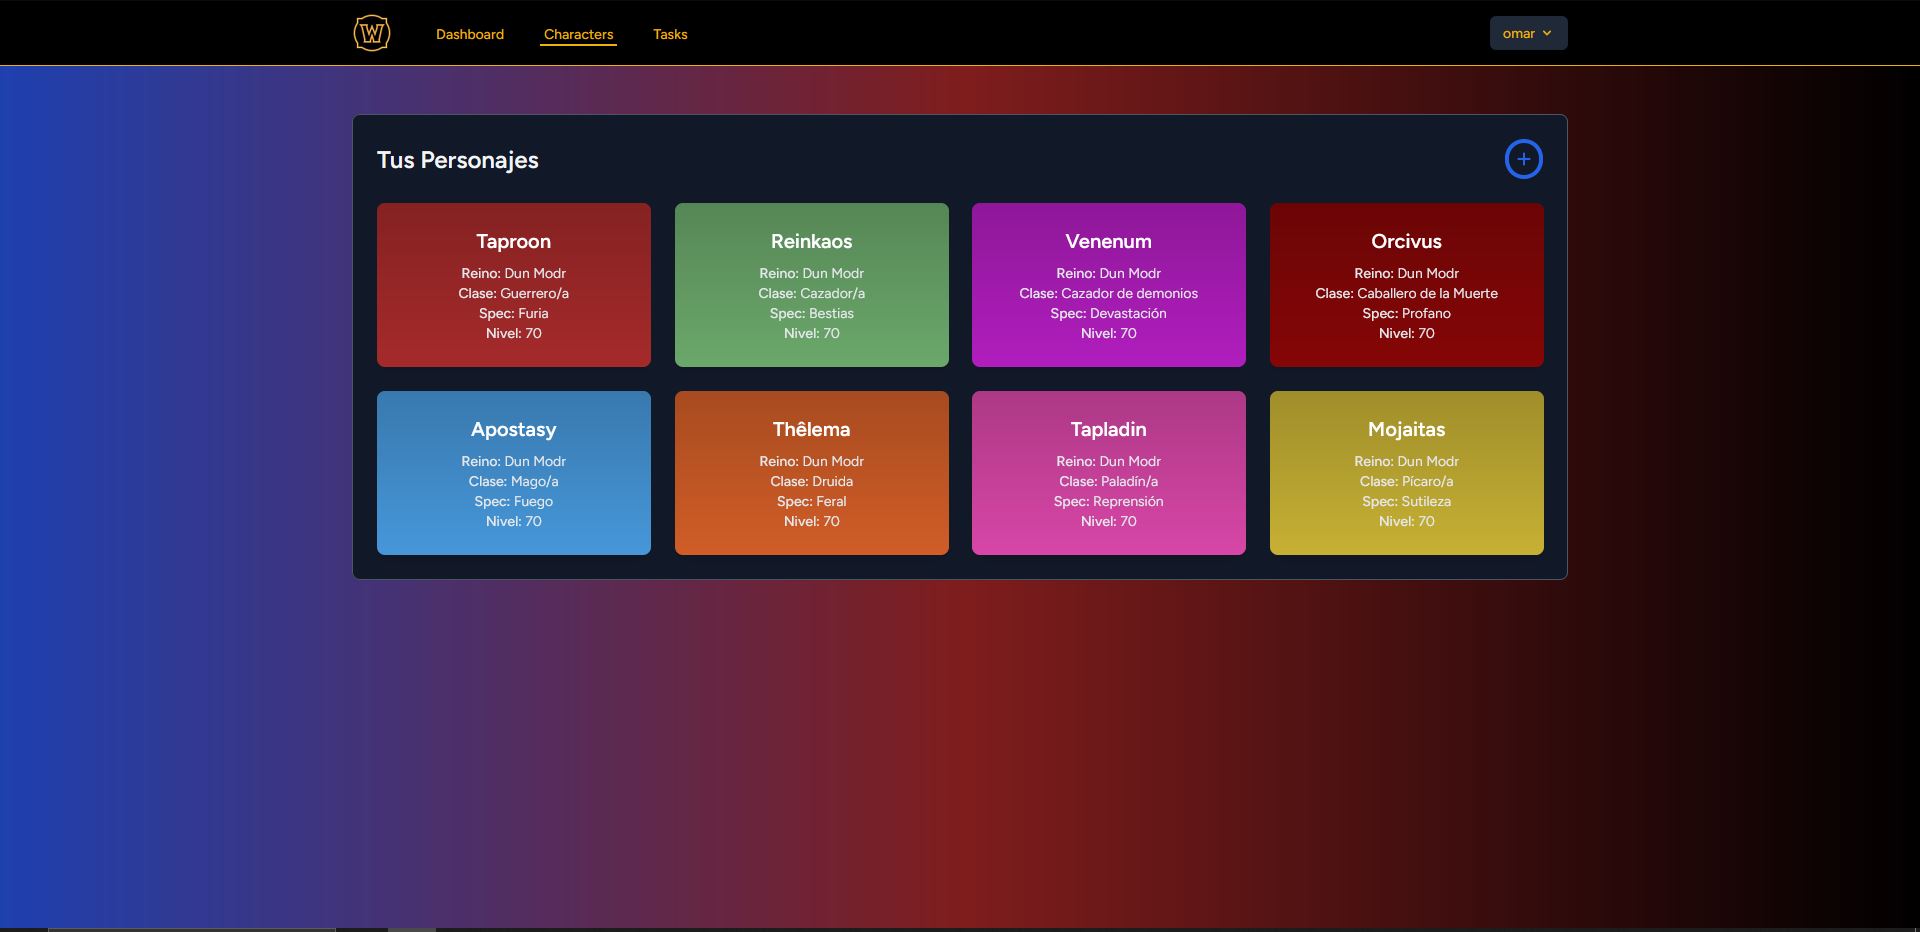 W
Dashboard
Characters
Tasks
omar
Tus Personajes
Taproon
Reino: Dun Modr
Clase: Guerrero/a
Spec: Furia
Nivel: 70
Reinkaos
Reino: Dun Modr
Clase: Cazador/a
Spec: Bestias
Nivel: 70
Venenum
Reino: Dun Modr
Clase: Cazador de demonios
Spec: Devastación
Nivel: 70
Orcivus
Reino: Dun Modr
Clase: Caballero de la Muerte
Spec: Profano
Nivel: 70
Apostasy
Reino: Dun Modr
Clase: Mago/a
Spec: Fuego
Nivel: 70
Thêlema
Reino: Dun Modr
Clase: Druida
Spec: Feral
Nivel: 70
Tapladin
Reino: Dun Modr
Clase: Paladín/a
Spec: Reprensión
Nivel: 70
Mojaitas
Reino: Dun Modr
Clase: Pícaro/a
Spec: Sutileza
Nivel: 70